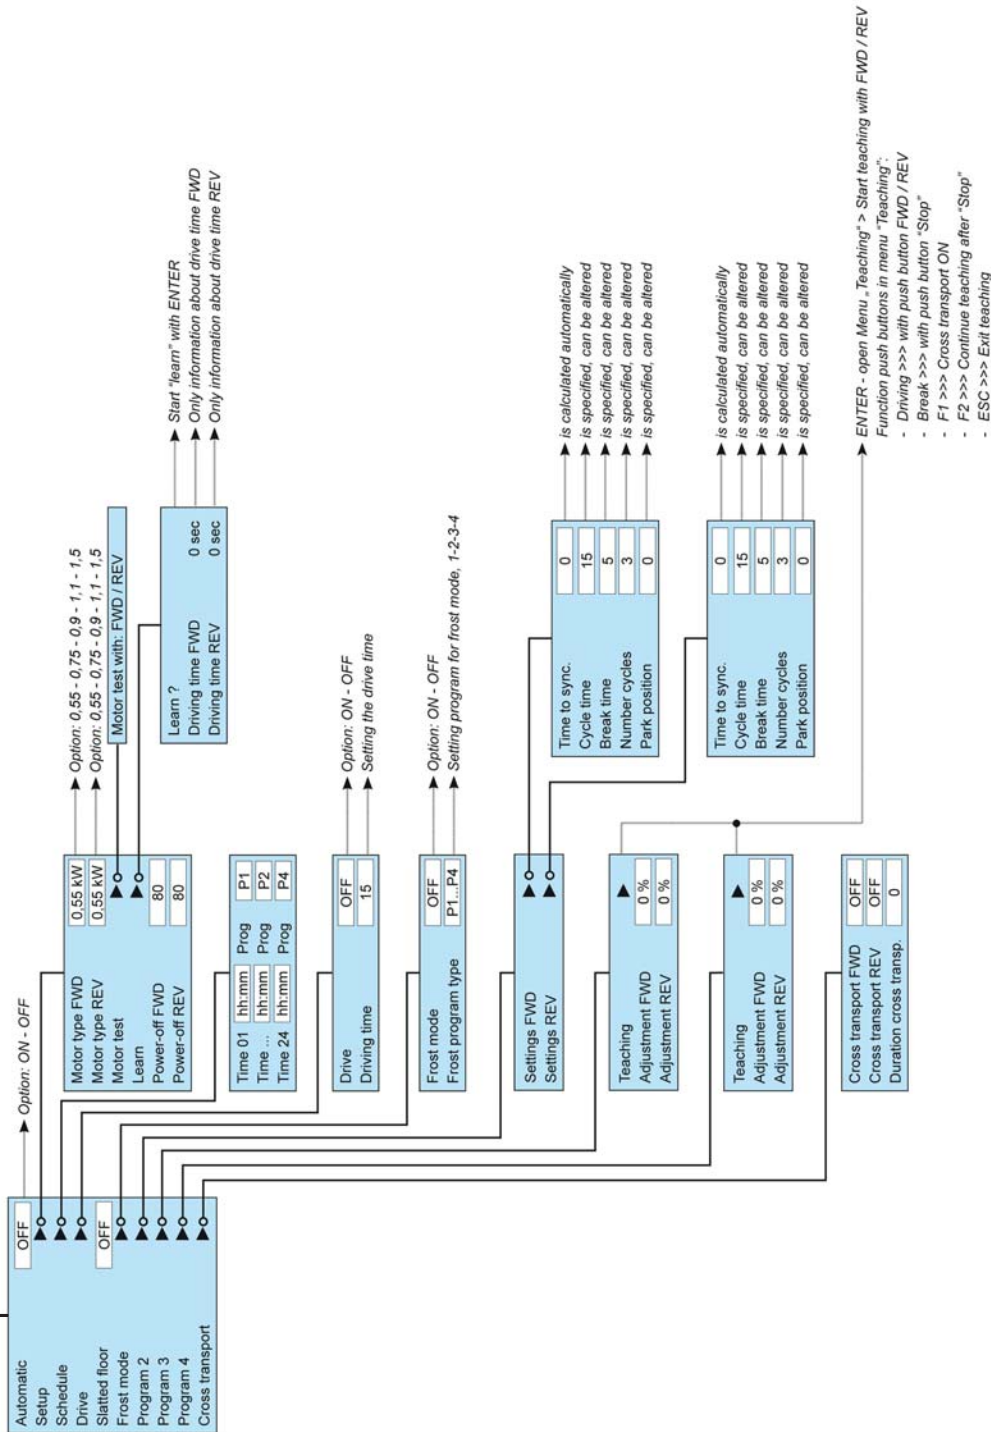 Automatic OFF
Option: ON - OFF
Setup
Schedule
Drive
Slatted floor OFF
Frost mode
Program 2
Program 3
Program 4
Cross transport
Motor type FWD 0,55 kW
Option: 0,55 - 0,75 - 0,9 - 1,1 - 1,5
Motor type REV 0,55 kW
Option: 0,55 - 0,75 - 0,9 - 1,1 - 1,5
Motor test
Learn
Power-off FWD 80
Power-off REV 80
Motor test with: FWD / REV
Learn ?
Start "learn" with ENTER
Driving time FWD 0 sec
Only information about drive time FWD
Driving time REV 0 sec
Only information about drive time REV
Time 01 hh:mm Prog P1
Time ... hh:mm Prog P2
Time 24 hh:mm Prog P4
Drive OFF
Option: ON - OFF
Driving time 15
Setting the drive time
Frost mode OFF
Option: ON - OFF
Frost program type P1...P4
Setting program for frost mode, 1-2-3-4
Settings FWD
Settings REV
Time to sync. 0
is calculated automatically
Cycle time 15
is specified, can be altered
Break time 5
is specified, can be altered
Number cycles 3
is specified, can be altered
Park position 0
is specified, can be altered
Time to sync. 0
is calculated automatically
Cycle time 15
is specified, can be altered
Break time 5
is specified, can be altered
Number cycles 3
is specified, can be altered
Park position 0
is specified, can be altered
Teaching
Adjustment FWD 0 %
Adjustment REV 0 %
Teaching
Adjustment FWD 0 %
Adjustment REV 0 %
ENTER - open Menu „Teaching" > Start teaching with FWD / REV
Function push buttons in menu "Teaching":
- Driving >>> with push button FWD / REV
- Break >>> with push button "Stop"
- F1 >>> Cross transport ON
- F2 >>> Continue teaching after "Stop"
- ESC >>> Exit teaching
Cross transport FWD OFF
Cross transport REV OFF
Duration cross transp. 0